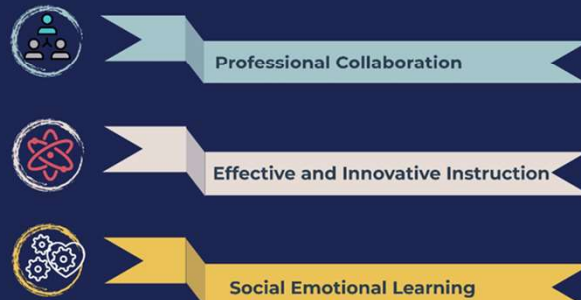 Professional Collaboration
Effective and Innovative Instruction
Social Emotional Learning